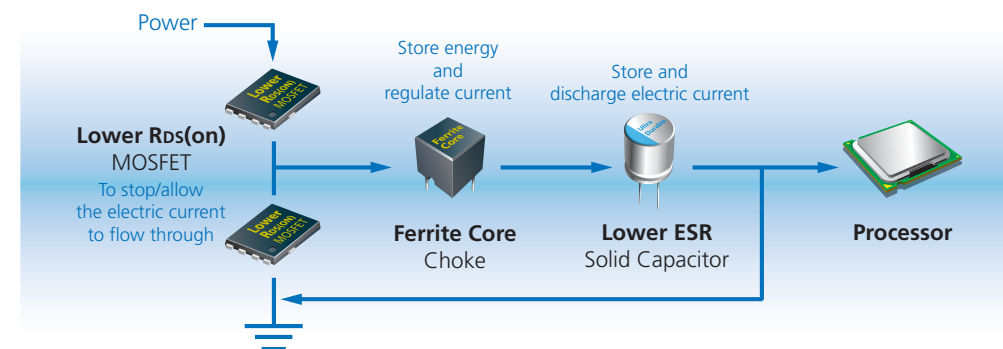 Power
Lower
RDS(ON)
MOSFET
Lower RDS(on)
MOSFET
To stop/allow
the electric current
to flow through
Lower
RDS(ON)
MOSFET
Store energy
and
regulate current
Ferrite
Core
Ferrite Core
Choke
Store and
discharge electric current
Ultra
Durable
Lower ESR
Solid Capacitor
Processor